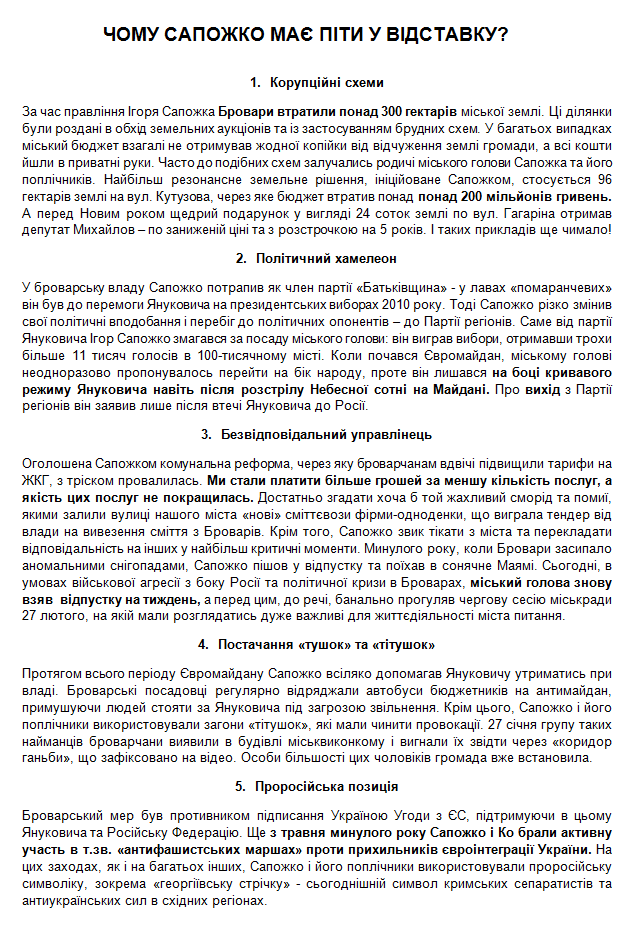 ЧОМУ САПОЖКО МАЄ ПІТИ У ВІДСТАВКУ?
1. Корупційні схеми
За час правління Ігоря Сапожка Бровари втратили понад 300 гектарів міської землі. Ці ділянки
були роздані в обхід земельних аукціонів та із застосуванням брудних схем. У багатьох випадках
міський бюджет взагалі не отримував жодної копійки від відчуження землі громади, а всі кошти
йшли в приватні руки. Часто до подібних схем залучались родичі міського голови Сапожка та його
поплічників. Найбільш резонансне земельне рішення, ініційоване Сапожком, стосується 96
гектарів землі на вул. Кутузова, через яке бюджет втратив понад понад 200 мільйонів гривень.
А перед Новим роком щедрий подарунок у вигляді 24 соток землі по вул. Гагаріна отримав
депутат Михайлов – по заниженій ціні та з розстрочкою на 5 років. І таких прикладів ще чимало!
2. Політичний хамелеон
У броварську владу Сапожко потрапив як член партії «Батьківщина» - у лавах «помаранчевих»
він був до перемоги Януковича на президентських виборах 2010 року. Тоді Сапожко різко змінив
свої політичні вподобання і перебіг до політичних опонентів – до Партії регіонів. Саме від партії
Януковича Ігор Сапожко змагався за посаду міського голови: він виграв вибори, отримавши трохи
більше 11 тисяч голосів в 100-тисячному місті. Коли почався Євромайдан, міському голові
неодноразово пропонувалось перейти на бік народу, проте він лишався на боці кривавого
режиму Януковича навіть після розстрілу Небесної сотні на Майдані. Про вихід з Партії
регіонів він заявив лише після втечі Януковича до Росії.
3. Безвідповідальний управлінець
Оголошена Сапожком комунальна реформа, через яку броварчанам вдвічі підвищили тарифи на
ЖКГ, з тріском провалилась. Ми стали платити більше грошей за меншу кількість послуг, а
якість цих послуг не покращилась. Достатньо згадати хоча б той жахливий сморід та помиї,
якими залили вулиці нашого міста «нові» сміттєвози фірми-одноденки, що виграла тендер від
влади на вивезення сміття з Броварів. Крім того, Сапожко звик тікати з міста та перекладати
відповідальність на інших у найбільш критичні моменти. Минулого року, коли Бровари засипало
аномальними снігопадами, Сапожко пішов у відпустку та поїхав в сонячне Маямі. Сьогодні, в
умовах військової агресії з боку Росії та політичної кризи в Броварах, міський голова знову
взяв відпустку на тиждень, а перед цим, до речі, банально прогуляв чергову сесію міськради
27 лютого, на якій мали розглядатись дуже важливі для життєдіяльності міста питання.
4. Постачання «тушок» та «тітушок»
Протягом всього періоду Євромайдану Сапожко всіляко допомагав Януковичу утриматись при
владі. Броварські посадовці регулярно відряджали автобуси бюджетників на антимайдан,
примушуючи людей стояти за Януковича під загрозою звільнення. Крім цього, Сапожко і його
поплічники використовували загони «тітушок», які мали чинити провокації. 27 січня групу таких
найманців броварчани виявили в будівлі міськвиконкому і вигнали їх звідти через «коридор
ганьби», що зафіксовано на відео. Особи більшості цих чоловіків громада вже встановила.
5. Проросійська позиція
Броварський мер був противником підписання Україною Угоди з ЄС, підтримуючи в цьому
Януковича та Російську Федерацію. Ще з травня минулого року Сапожко і Ко брали активну
участь в т.зв. «антифашистських маршах» проти прихильників євроінтеграції України. На
цих заходах, як і на багатьох інших, Сапожко і його поплічники використовували проросійську
символіку, зокрема «георгіївську стрічку» - сьогоднішній символ кримських сепаратистів та
антиукраїнських сил в східних регіонах.